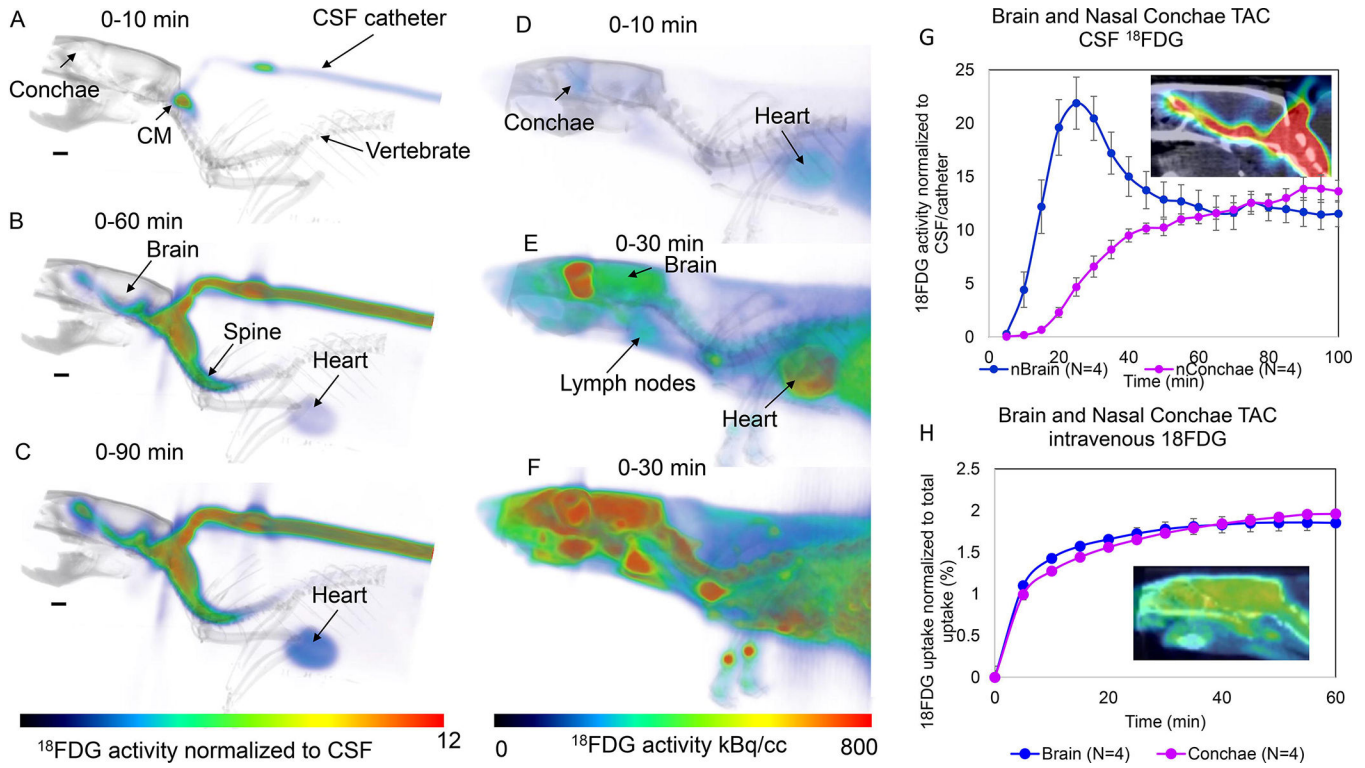 A
0-10 min
CSF catheter
Conchae
CM
Vertebrate
B
0-60 min
Brain
Spine
Heart
C
0-90 min
Heart
12
¹⁸FDG activity normalized to CSF
D
0-10 min
Conchae
Heart
E
0-30 min
Brain
Lymph nodes
Heart
F
0-30 min
0
¹⁸FDG activity kBq/cc
800
G
Brain and Nasal Conchae TAC
CSF ¹⁸FDG
18FDG activity normalized to
CSF/catheter
25
20
15
10
5
0
0 20 40 60 80 100
Time (min)
nBrain (N=4) nConchae (N=4)
H
Brain and Nasal Conchae TAC
intravenous 18FDG
18FDG uptake normalized to total
uptake (%)
2.5
2
1.5
1
0.5
0
0 20 40 60
Time (min)
Brain (N=4) Conchae (N=4)